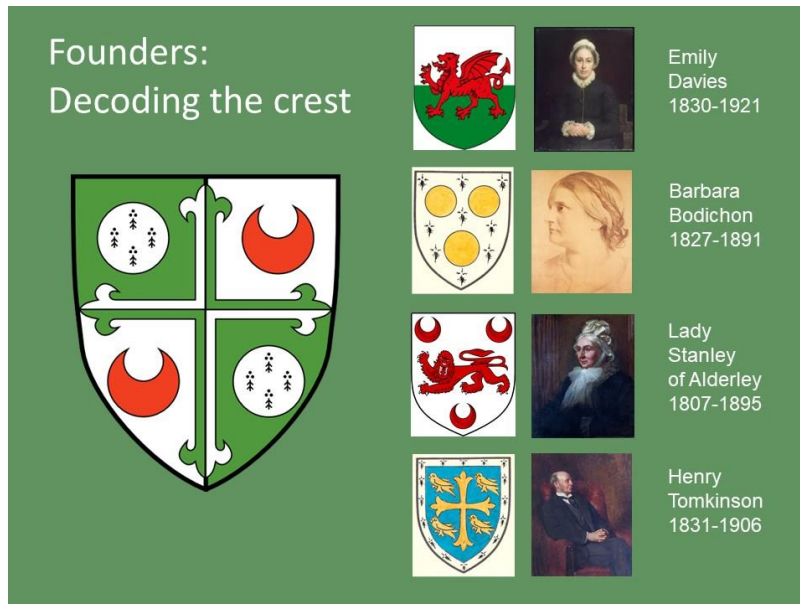 Founders:
Decoding the crest
Emily
Davies
1830-1921
Barbara
Bodichon
1827-1891
Lady
Stanley
of Alderley
1807-1895
Henry
Tomkinson
1831-1906